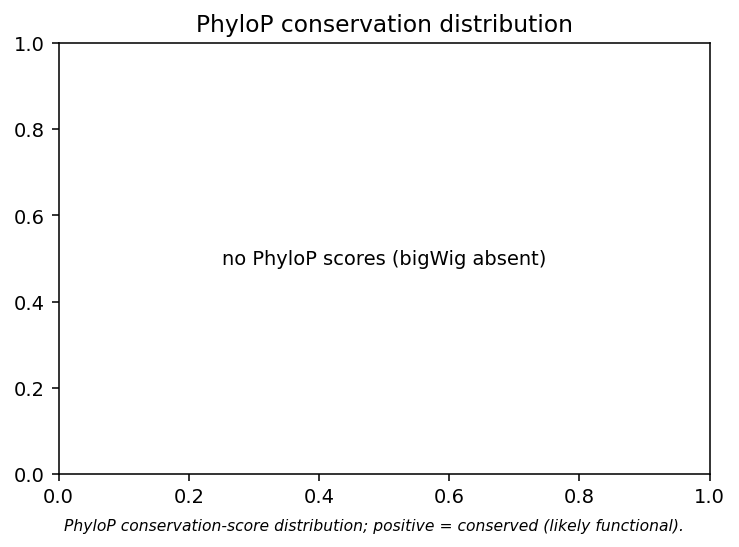 PhyloP conservation distribution
1.0
0.8
0.6
no PhyloP scores (bigWig absent)
0.4
0.2
0.0
0.0 0.2 0.4 0.6 0.8 1.0
PhyloP conservation-score distribution; positive = conserved (likely functional).